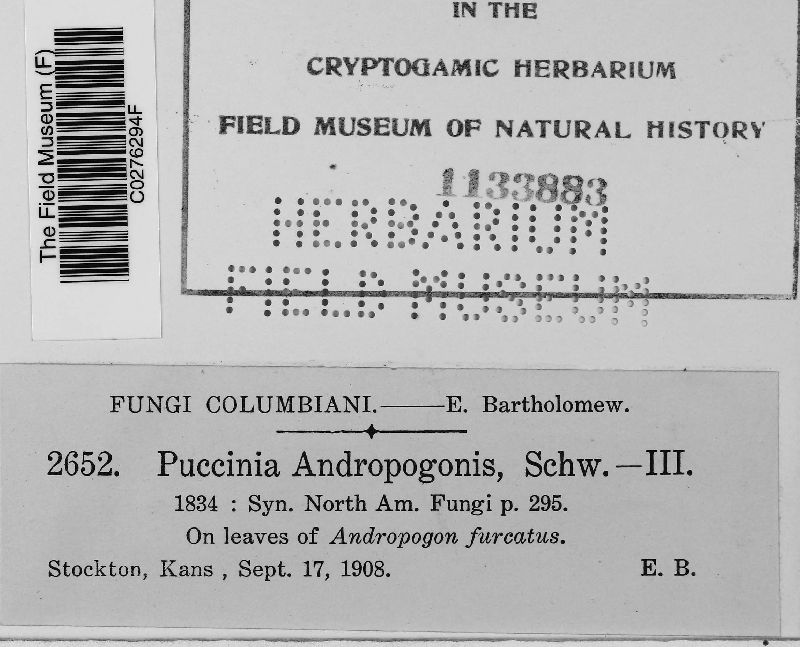 The Field Museum (F)
C0276294F
IN THE
CRYPTOGAMIC HERBARIUM
FIELD MUSEUM OF NATURAL HISTORY
1133883
HERBARIUM
FIELD MUSEUM
FUNGI COLUMBIANI.——E. Bartholomew.
2652. Puccinia Andropogonis, Schw.—III.
1834 : Syn. North Am. Fungi p. 295.
On leaves of Andropogon furcatus.
Stockton, Kans , Sept. 17, 1908. E. B.